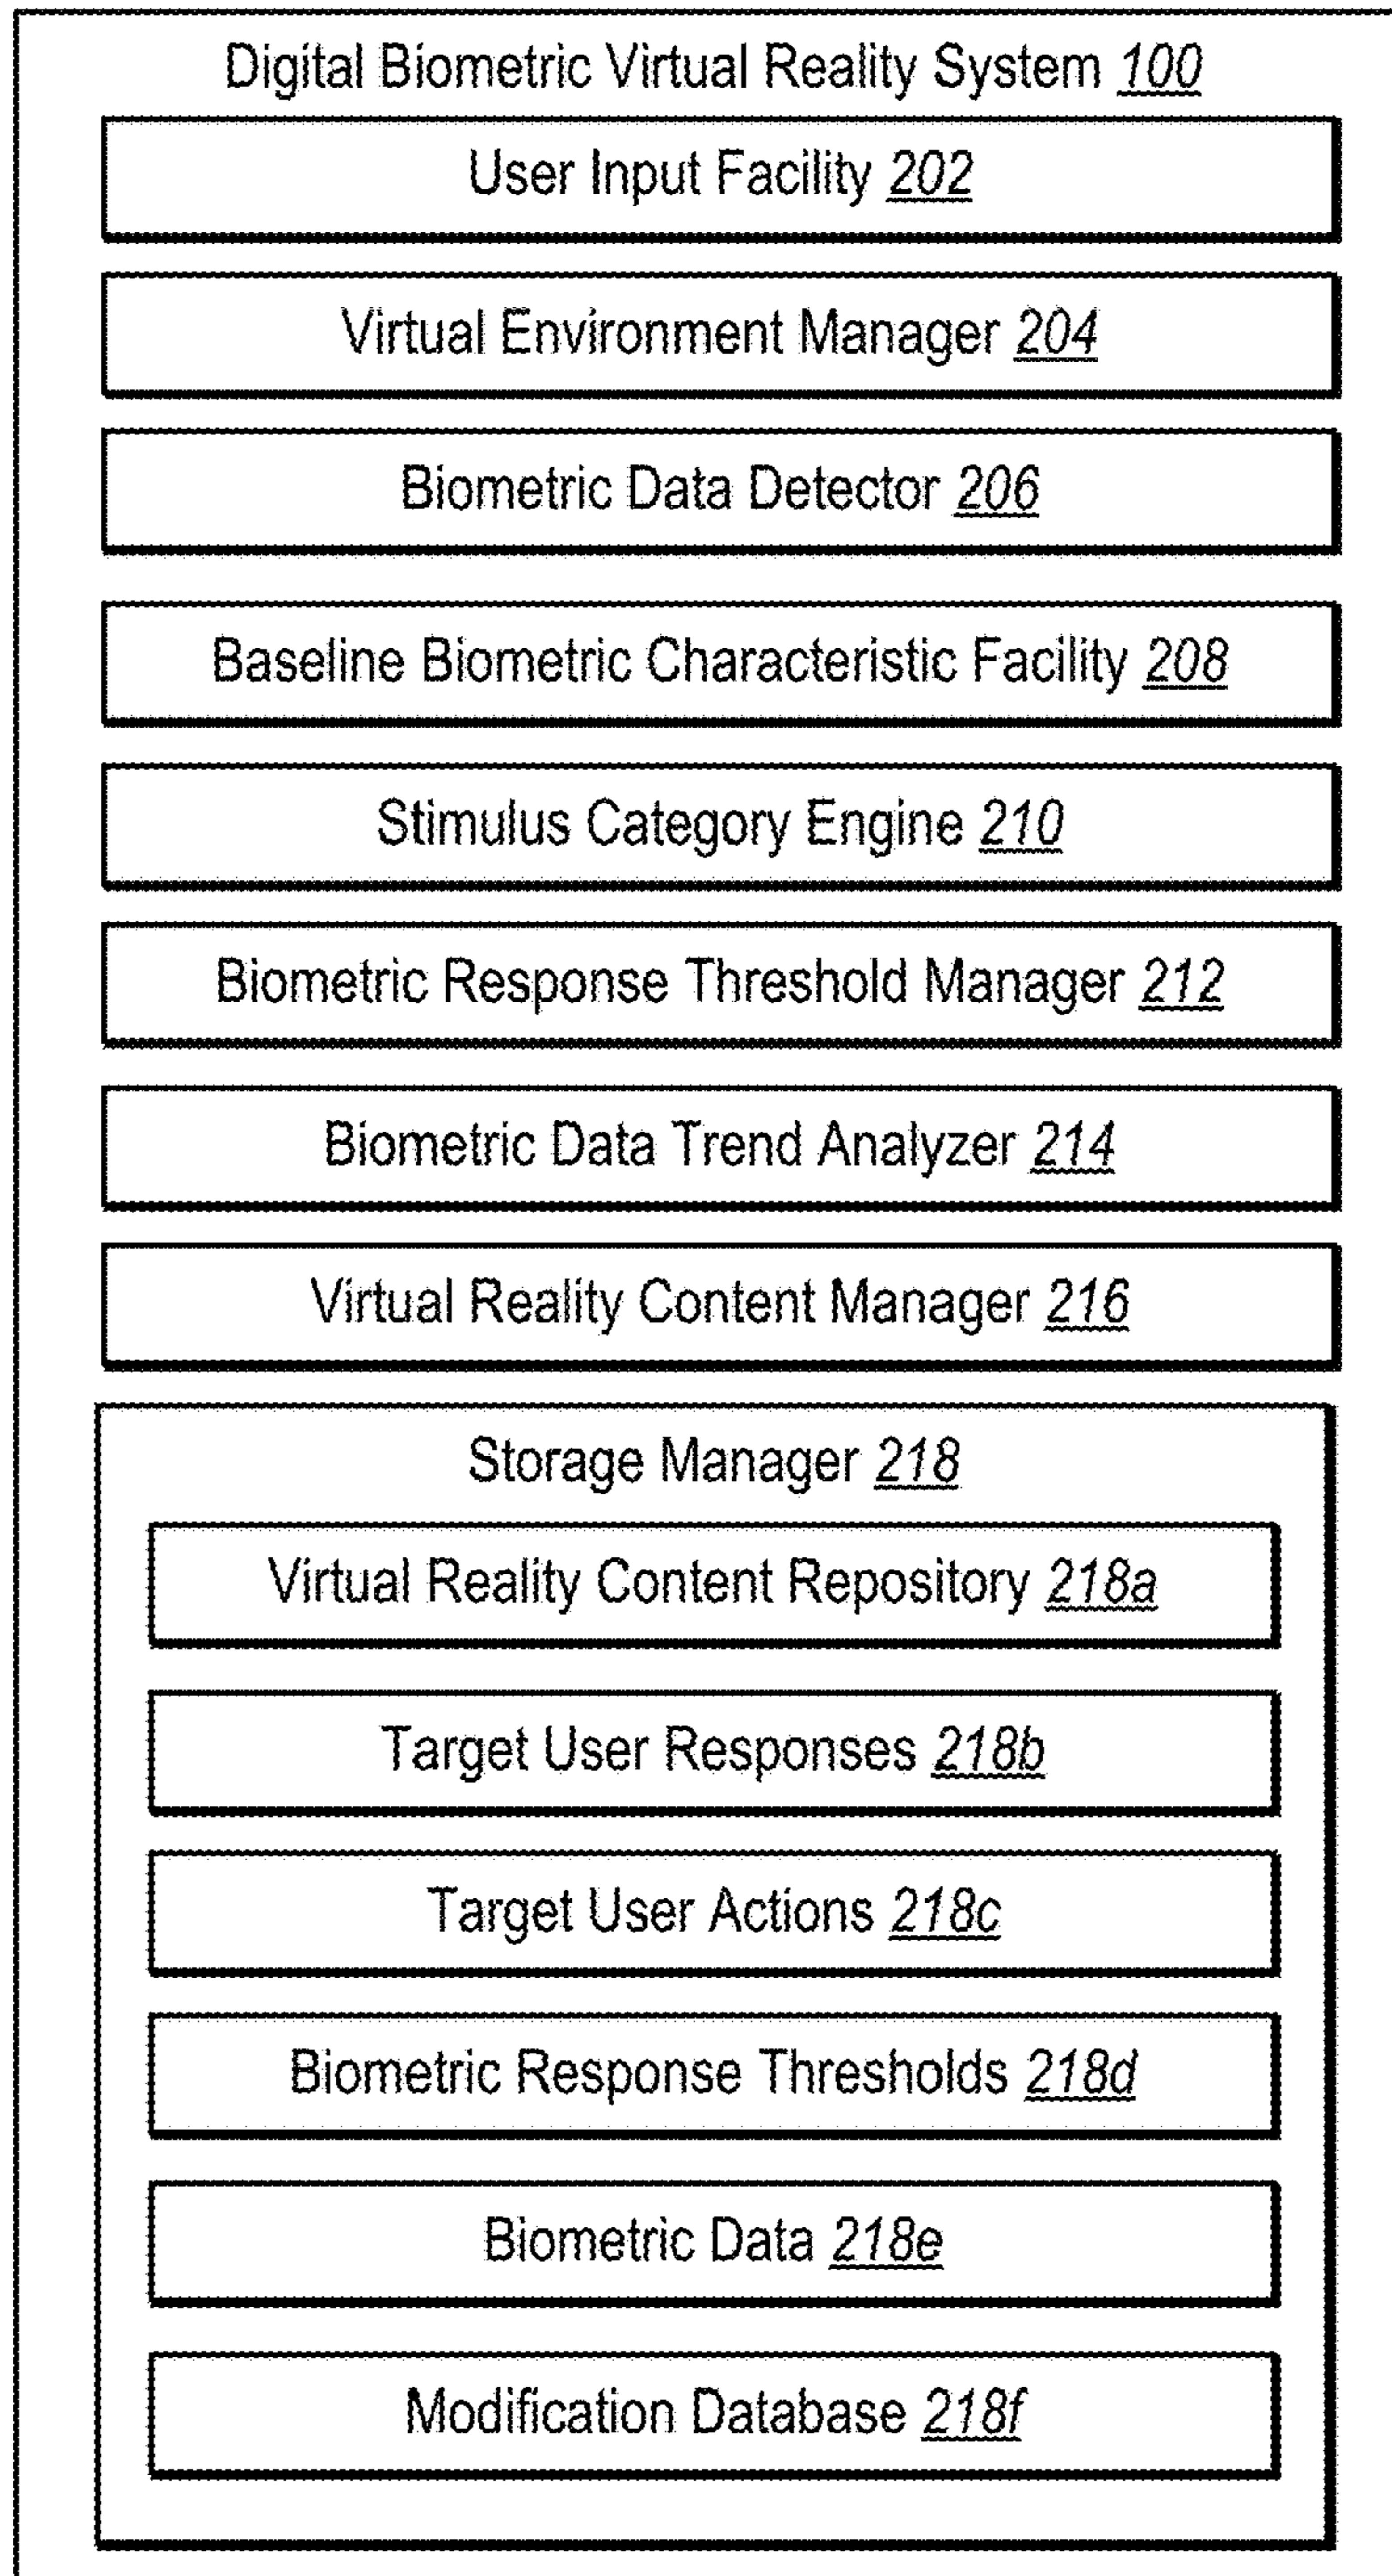 Digital Biometric Virtual Reality System 100
User Input Facility 202
Virtual Environment Manager 204
Biometric Data Detector 206
Baseline Biometric Characteristic Facility 208
Stimulus Category Engine 210
Biometric Response Threshold Manager 212
Biometric Data Trend Analyzer 214
Virtual Reality Content Manager 216
Storage Manager 218
Virtual Reality Content Repository 218a
Target User Responses 218b
Target User Actions 218c
Biometric Response Thresholds 218d
Biometric Data 218e
Modification Database 218f